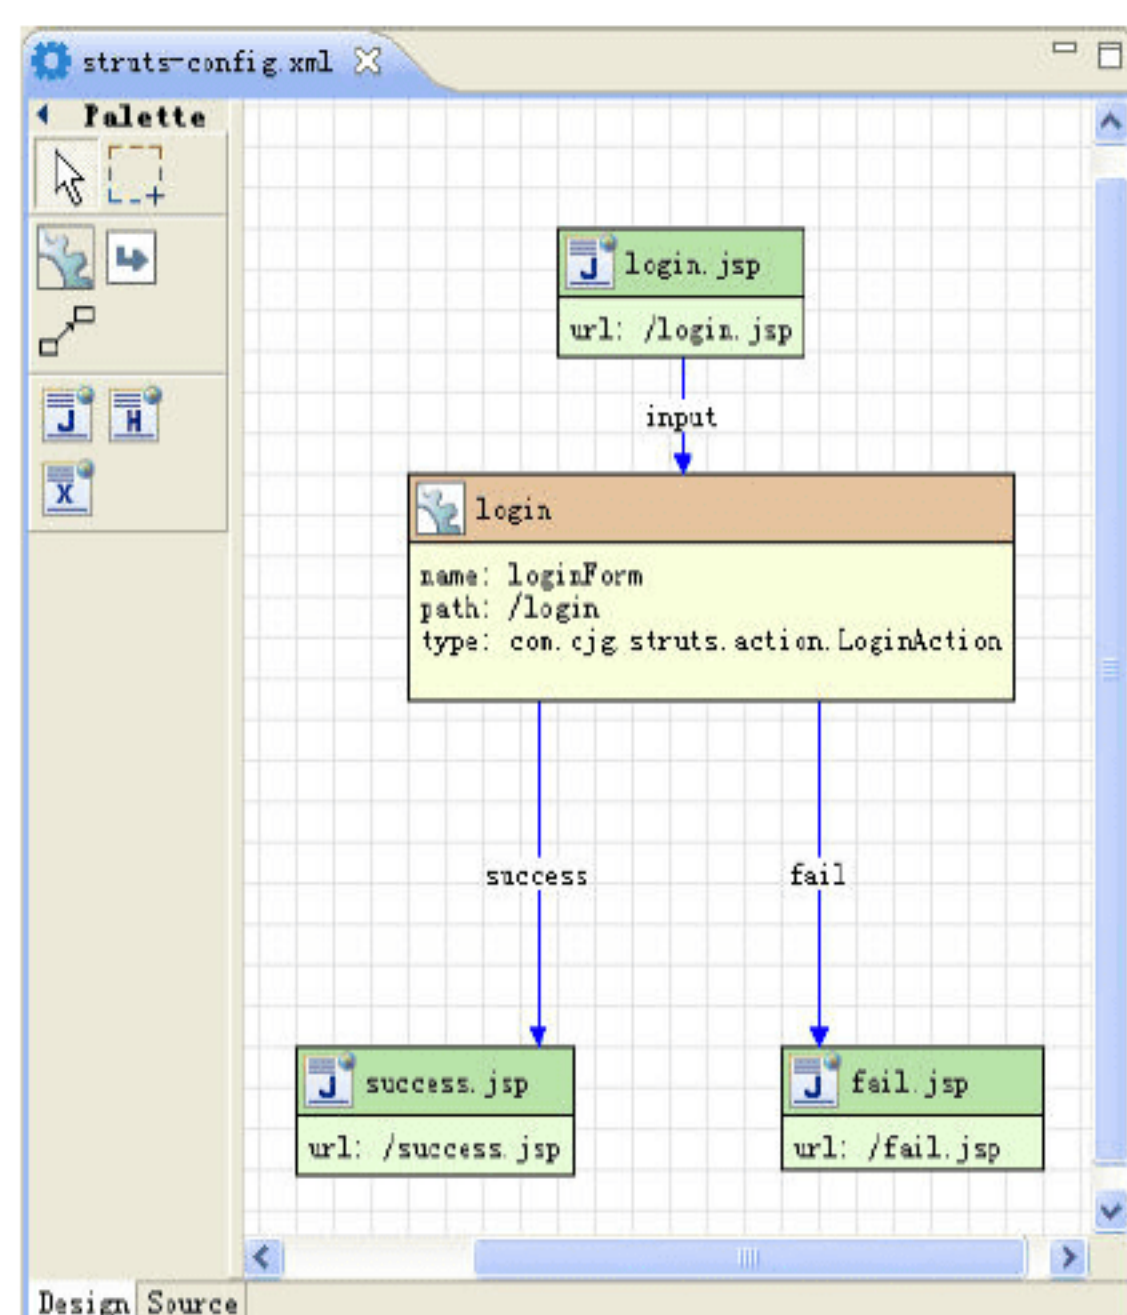 struts-config.xml
Palette
login.jsp
url: /login.jsp
input
login
name: loginForm
path: /login
type: com.cjg.struts.action.LoginAction
success
fail
success.jsp
url: /success.jsp
fail.jsp
url: /fail.jsp
Design Source